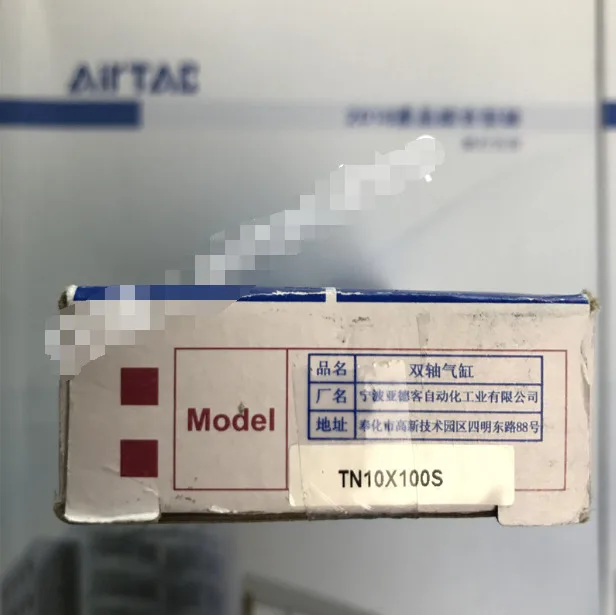 AirTAC
Model
品名 双轴气缸
厂名 宁波亚德客自动化工业有限公司
地址 奉化市高新技术园区四明东路88号
TN10X100S